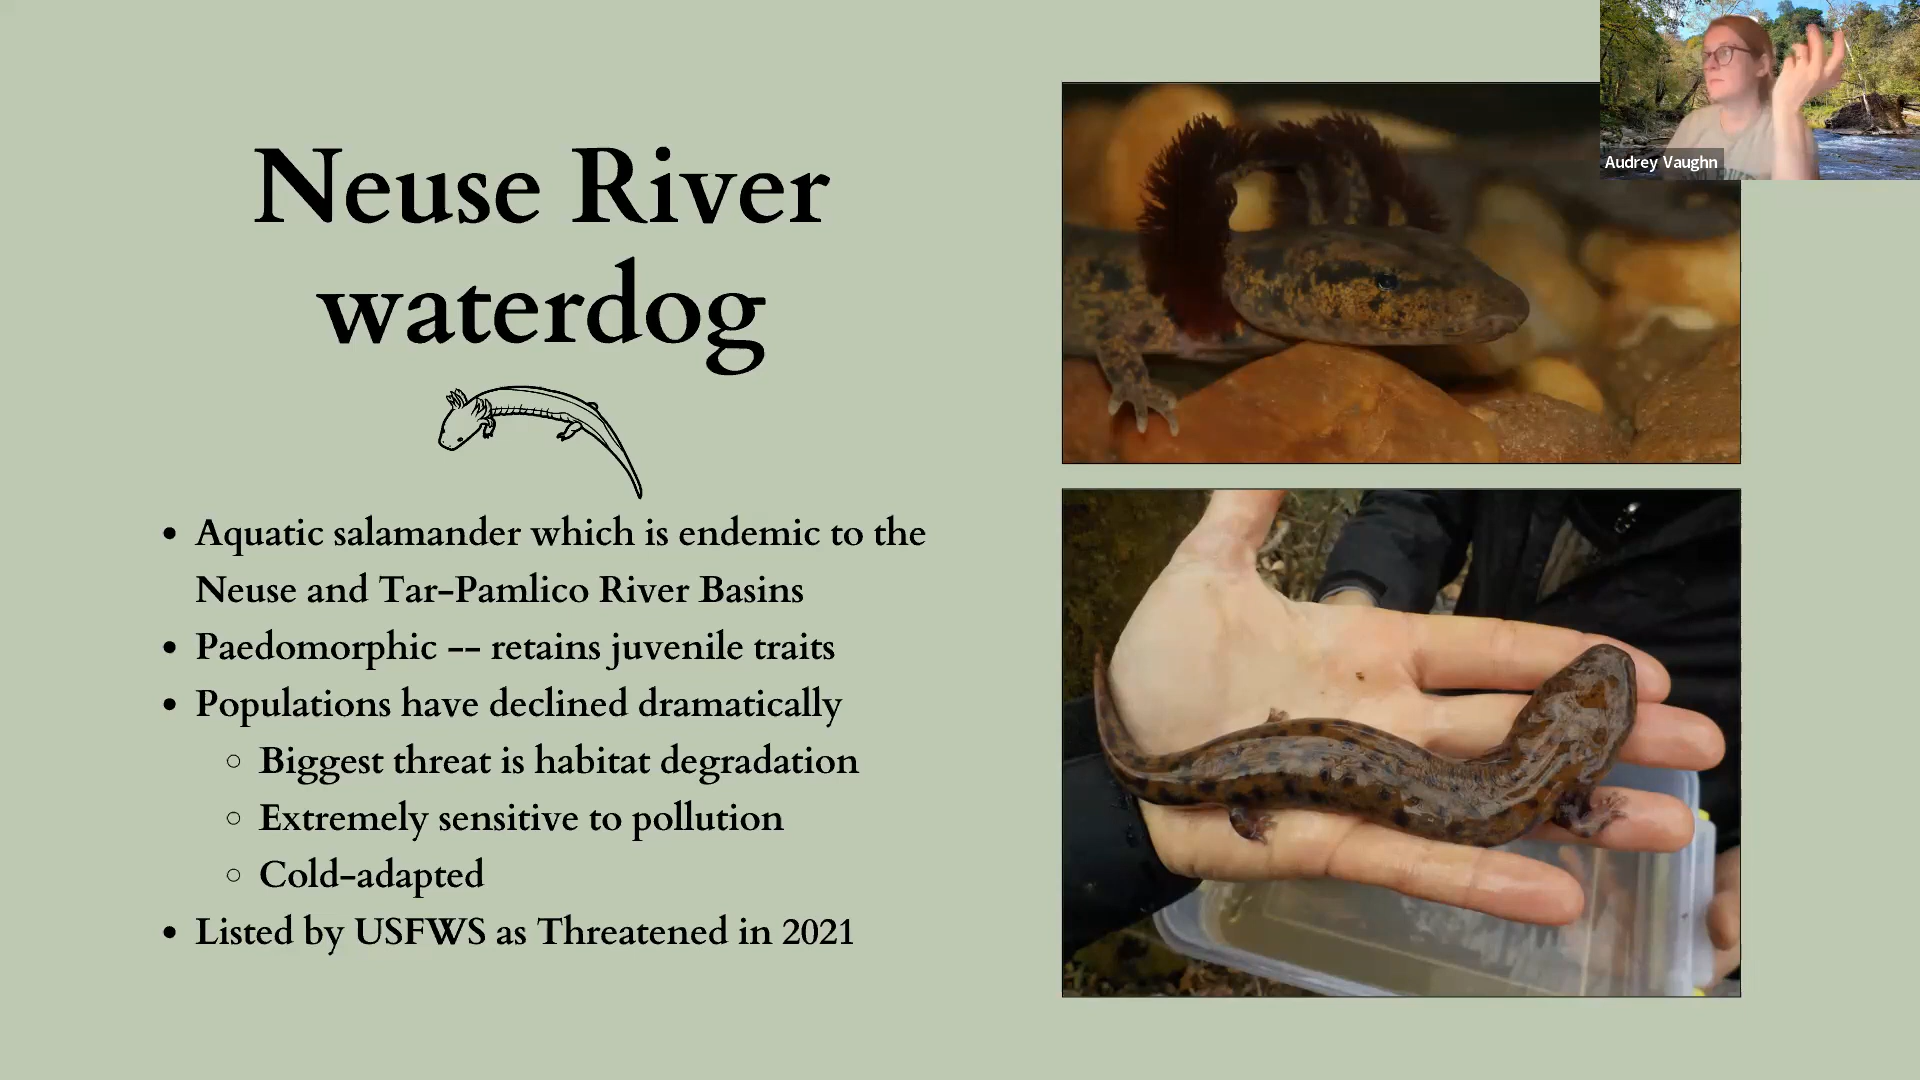 Neuse River
waterdog
• Aquatic salamander which is endemic to the
Neuse and Tar-Pamlico River Basins
• Paedomorphic -- retains juvenile traits
• Populations have declined dramatically
○ Biggest threat is habitat degradation
○ Extremely sensitive to pollution
○ Cold-adapted
• Listed by USFWS as Threatened in 2021
Audrey Vaughn